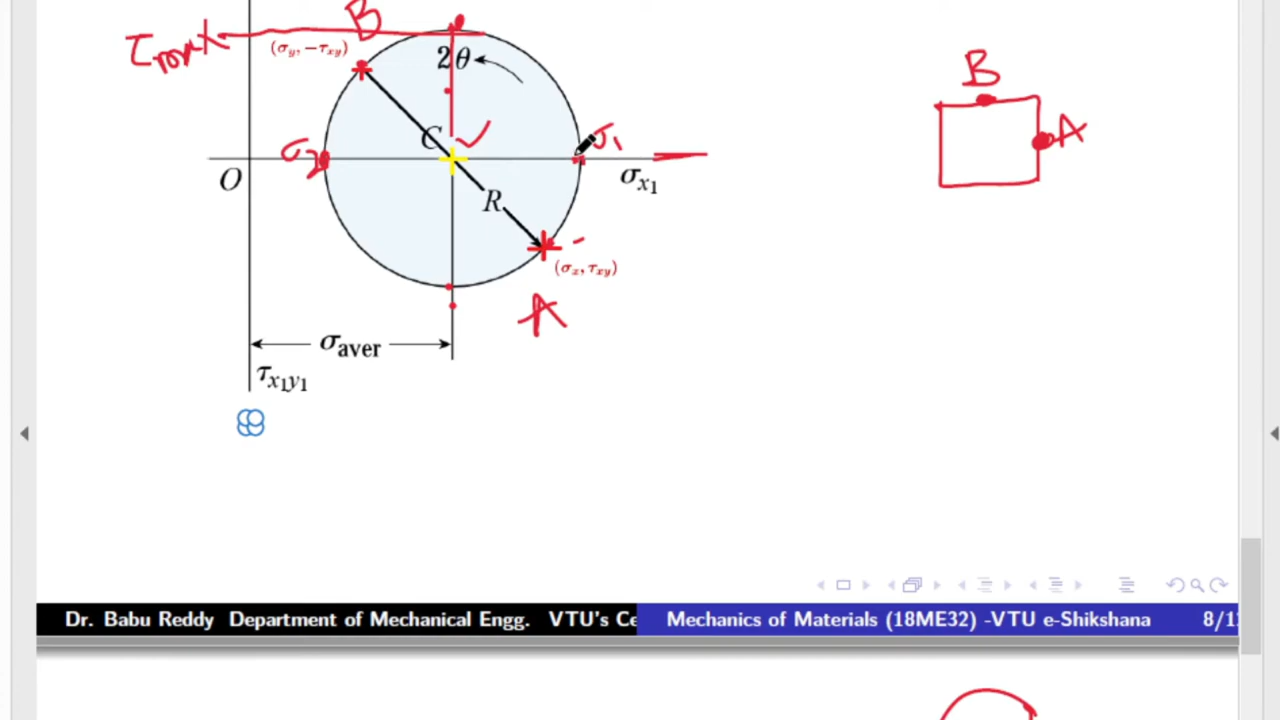 B
τmax
(σy, −τxy)
2θ
B
A
C
σ1
σ2
O
σx1
R
(σx, τxy)
A
σaver
τx1y1
Dr. Babu Reddy Department of Mechanical Engg. VTU's Ce
Mechanics of Materials (18ME32) -VTU e-Shikshana 8/1